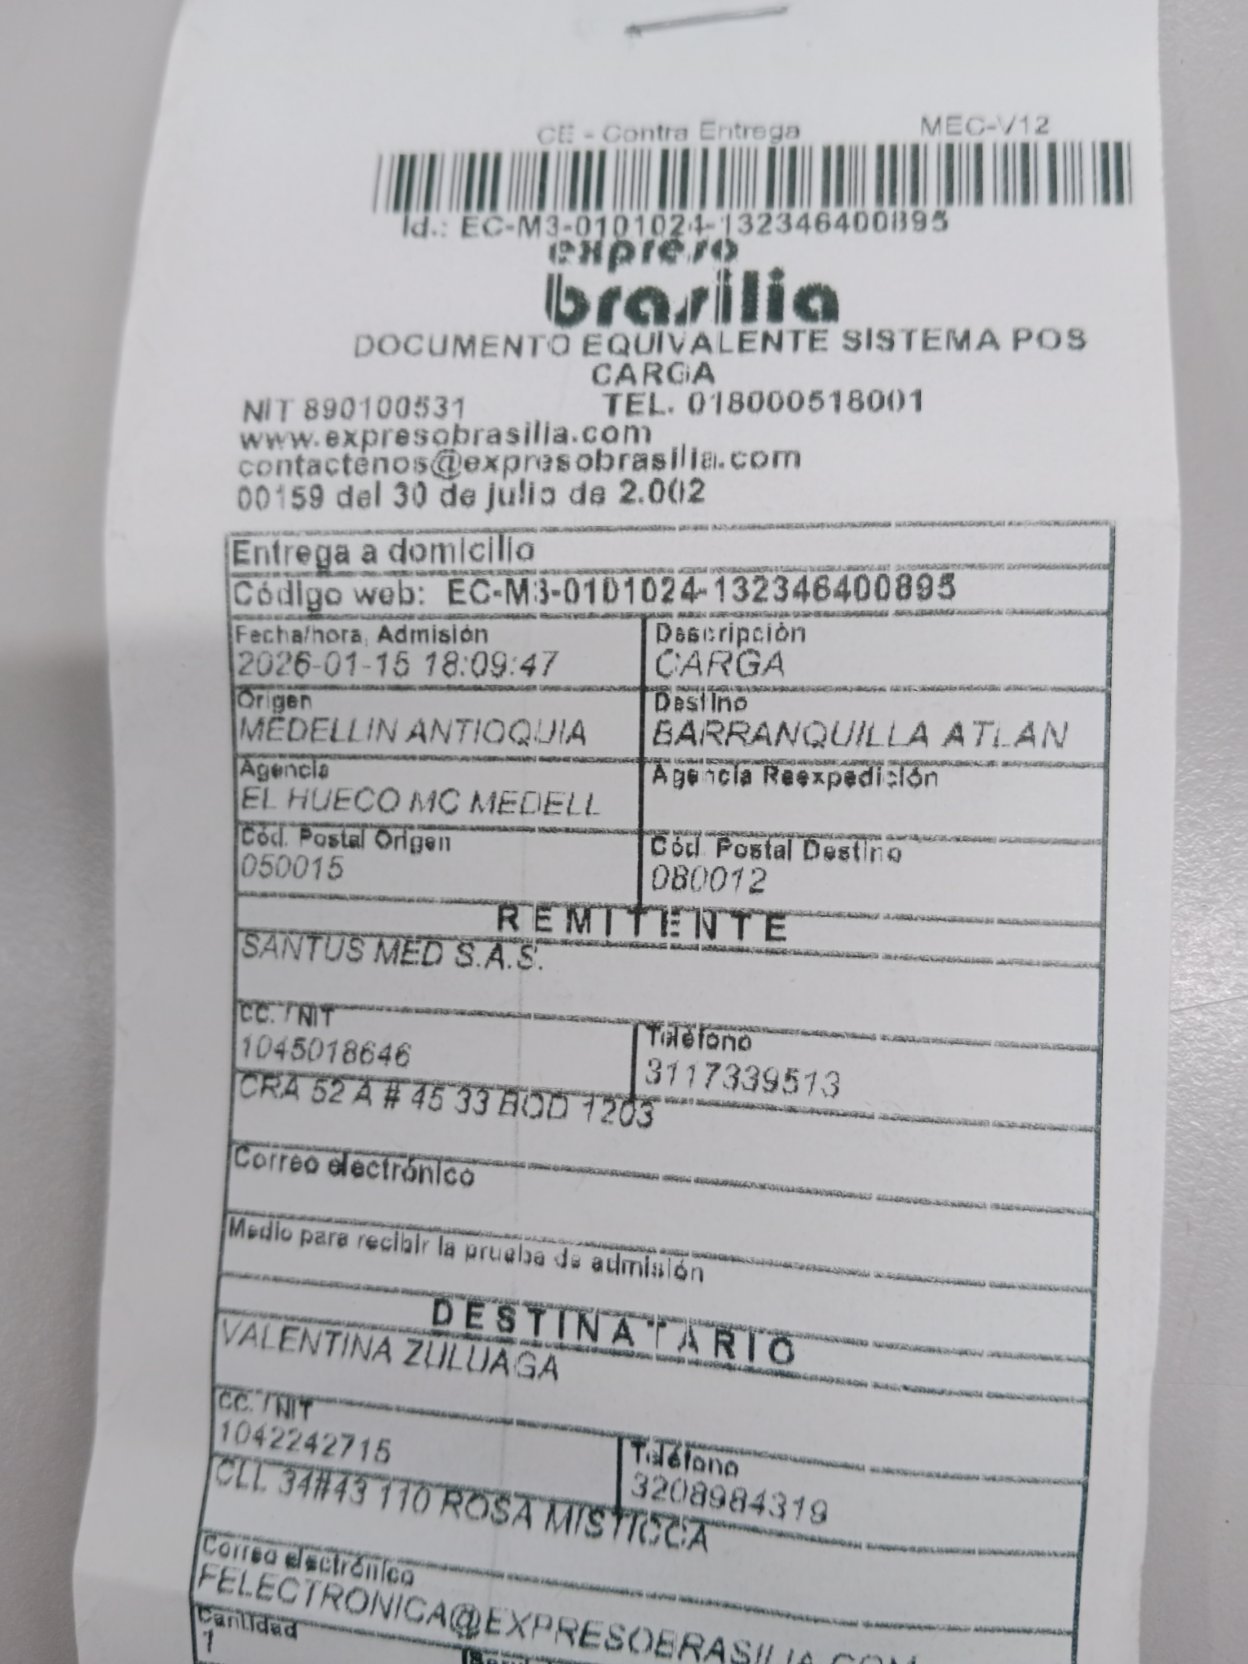 CE - Contra Entrega MEC-V12
Id.: EC-M3-0101024-132346400895
expreso
brasilia
DOCUMENTO EQUIVALENTE SISTEMA POS
CARGA
NIT 890100531 TEL. 018000518001
www.expresobrasilia.com
contactenos@expresobrasilia.com
00159 del 30 de julio de 2.002
Entrega a domicilio
Código web: EC-M3-0101024-132346400895
Fecha/hora, Admisión Descripción
2026-01-15 18:09:47 CARGA
Origen Destino
MEDELLIN ANTIOQUIA BARRANQUILLA ATLAN
Agencia Agencia Reexpedición
EL HUECO MC MEDELL
Cód. Postal Origen Cód. Postal Destino
050015 080012
REMITENTE
SANTUS MED S.A.S.
CC. / NIT Teléfono
1045018646 3117339513
CRA 52 A # 45 33 BOD 1203
Correo electrónico
Medio para recibir la prueba de admisión
DESTINATARIO
VALENTINA ZULUAGA
CC. / NIT Teléfono
1042242715 3208984319
CLL 34#43 110 ROSA MISTICCA
Correo electrónico
FELECTRONICA@EXPRESOBRASILIA.COM
Cantidad
1